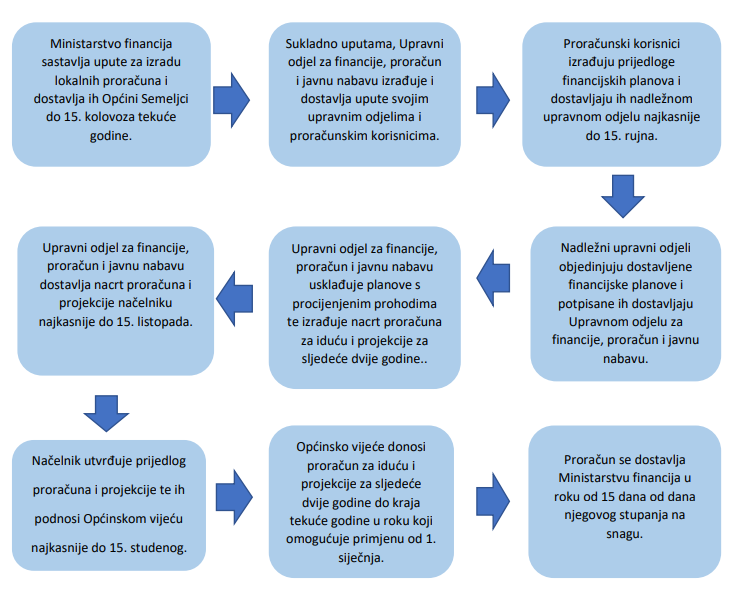 Ministarstvo financija
sastavlja upute za izradu
lokalnih proračuna i
dostavlja ih Općini Semeljci
do 15. kolovoza tekuće
godine.
Sukladno uputama, Upravni
odjel za financije, proračun
i javnu nabavu izrađuje i
dostavlja upute svojim
upravnim odjelima i
proračunskim korisnicima.
Proračunski korisnici
izrađuju prijedloge
financijskih planova i
dostavljaju ih nadležnom
upravnom odjelu najkasnije
do 15. rujna.
Nadležni upravni odjeli
objedinjuju dostavljene
financijske planove i
potpisane ih dostavljaju
Upravnom odjelu za
financije, proračun i javnu
nabavu.
Upravni odjel za financije,
proračun i javnu nabavu
usklađuje planove s
procijenjenim prohodima
te izrađuje nacrt proračuna
za iduću i projekcije za
sljedeće dvije godine..
Upravni odjel za financije,
proračun i javnu nabavu
dostavlja nacrt proračuna i
projekcije načelniku
najkasnije do 15. listopada.
Načelnik utvrđuje prijedlog
proračuna i projekcije te ih
podnosi Općinskom vijeću
najkasnije do 15. studenog.
Općinsko vijeće donosi
proračun za iduću i
projekcije za sljedeće
dvije godine do kraja
tekuće godine u roku koji
omogućuje primjenu od 1.
siječnja.
Proračun se dostavlja
Ministarstvu financija u
roku od 15 dana od dana
njegovog stupanja na
snagu.